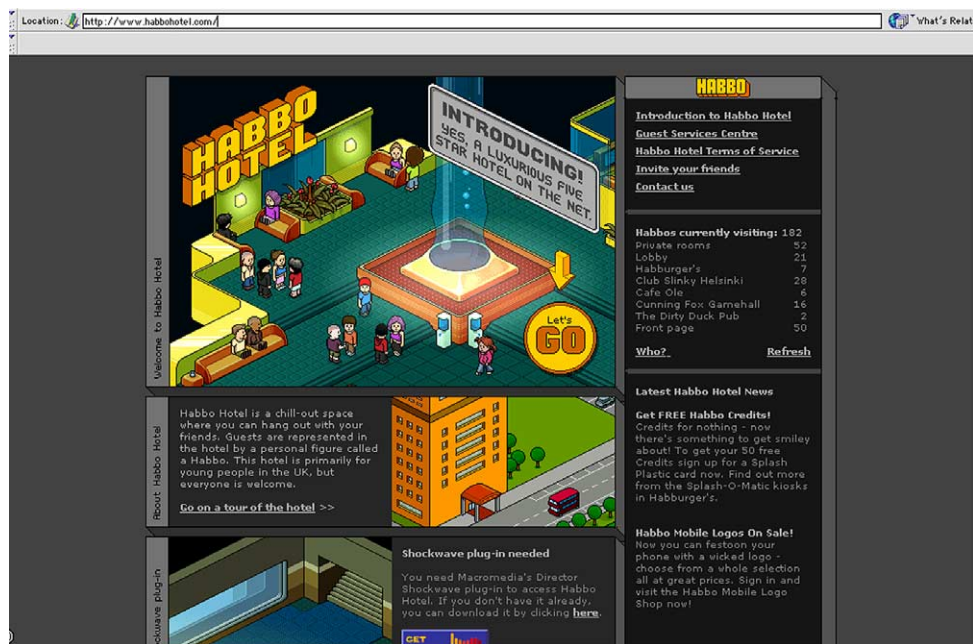 Location: http://www.habbohotel.com/ What's Relat
HABBO
HOTEL
INTRODUCING!
YES, A LUXURIOUS FIVE
STAR HOTEL ON THE NET.
Let's
GO
Welcome to Habbo Hotel
HABBO
Introduction to Habbo Hotel
Guest Services Centre
Habbo Hotel Terms of Service
Invite your friends
Contact us
Habbos currently visiting: 182
Private rooms 52
Lobby 21
Habburger's 7
Club Slinky Helsinki 28
Cafe Ole 6
Cunning Fox Gamehall 16
The Dirty Duck Pub 2
Front page 50
Who? Refresh
Latest Habbo Hotel News
Get FREE Habbo Credits!
Credits for nothing - now
there's something to get smiley
about! To get your 50 free
Credits sign up for a Splash
Plastic card now. Find out more
from the Splash-O-Matic kiosks
in Habburger's.
Habbo Mobile Logos On Sale!
Now you can festoon your
phone with a wicked logo -
choose from a whole selection
all at great prices. Sign in and
visit the Habbo Mobile Logo
Shop now!
About Habbo Hotel
Habbo Hotel is a chill-out space
where you can hang out with your
friends. Guests are represented
in the hotel by a personal figure called
a Habbo. This hotel is primarily for
young people in the UK, but
everyone is welcome.
Go on a tour of the hotel >>
ockwave plug-in
Shockwave plug-in needed
You need Macromedia's Director
Shockwave plug-in to access Habbo
Hotel. If you don't have it already,
you can download it by clicking here.
GET